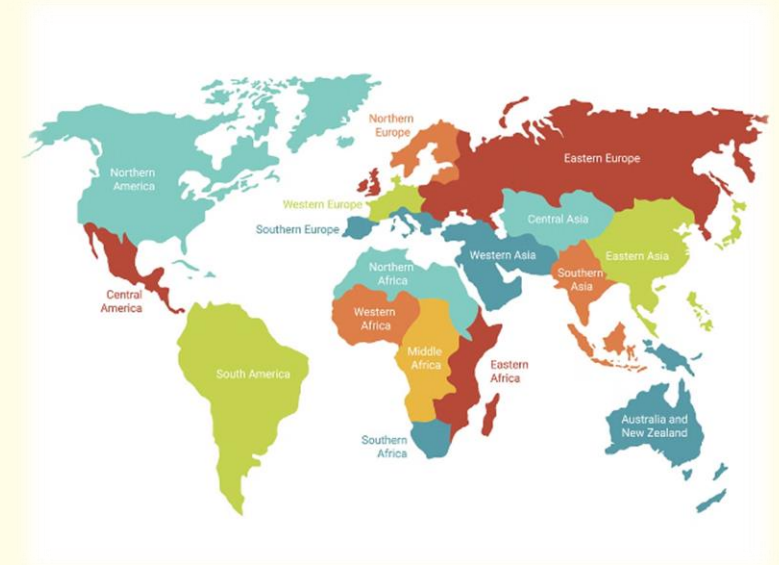 Northern
Europe
Eastern Europe
Northern
America
Western Europe
Central Asia
Southern Europe
Western Asia
Eastern Asia
Northern
Africa
Southern
Asia
Central
America
Western
Africa
Middle
Africa
Eastern
Africa
South America
Australia and
New Zealand
Southern
Africa